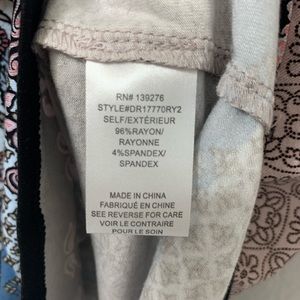 RN# 139276
STYLE#DR17770RY2
SELF/EXTÉRIEUR
96%RAYON/
RAYONNE
4%SPANDEX/
SPANDEX
MADE IN CHINA
FABRIQUÉ EN CHINE
SEE REVERSE FOR CARE
VOIR LE CONTRAIRE
POUR LE SOIN